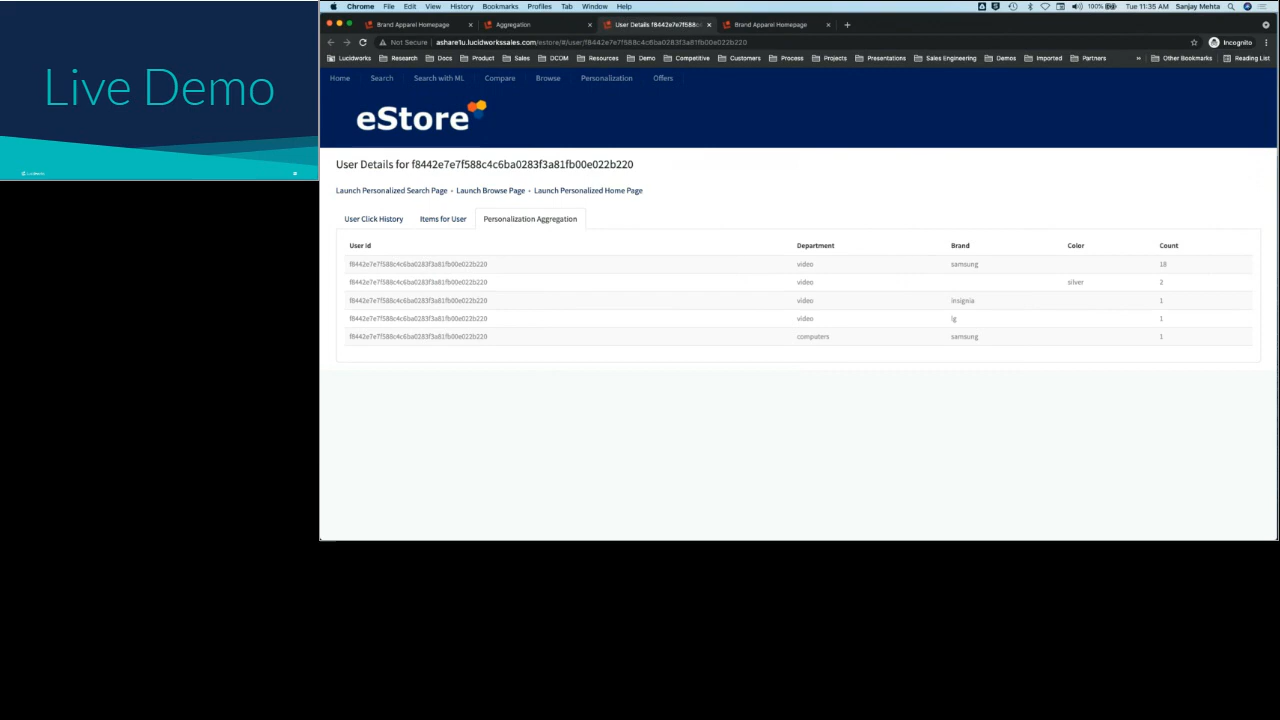 Live Demo
Lucidworks
Chrome File Edit View History Bookmarks Profiles Tab Window Help 100% Tue 11:35 AM Sanjay Mehta
Brand Apparel Homepage × Aggregation × User Details f8442e7e7f588c × Brand Apparel Homepage × +
Not Secure | ashare1u.lucidworkssales.com/estore/#/user/f8442e7e7f588c4c6ba0283f3a81fb00e022b220 Incognito
Lucidworks Research Docs Product Sales DCOM Resources Demo Competitive Customers Process Projects Presentations Sales Engineering Demos Imported Partners » Other Bookmarks Reading List
Home Search Search with ML Compare Browse Personalization Offers
eStore
User Details for f8442e7e7f588c4c6ba0283f3a81fb00e022b220
Launch Personalized Search Page • Launch Browse Page • Launch Personalized Home Page
User Click History Items for User Personalization Aggregation
User Id Department Brand Color Count
f8442e7e7f588c4c6ba0283f3a81fb00e022b220 video samsung 18
f8442e7e7f588c4c6ba0283f3a81fb00e022b220 video silver 2
f8442e7e7f588c4c6ba0283f3a81fb00e022b220 video insignia 1
f8442e7e7f588c4c6ba0283f3a81fb00e022b220 video lg 1
f8442e7e7f588c4c6ba0283f3a81fb00e022b220 computers samsung 1